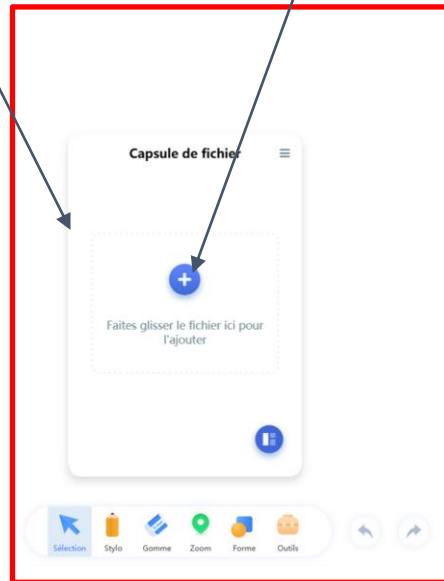 Capsule de fichier
Faites glisser le fichier ici pour
l'ajouter
Sélection Stylo Gomme Zoom Forme Outils